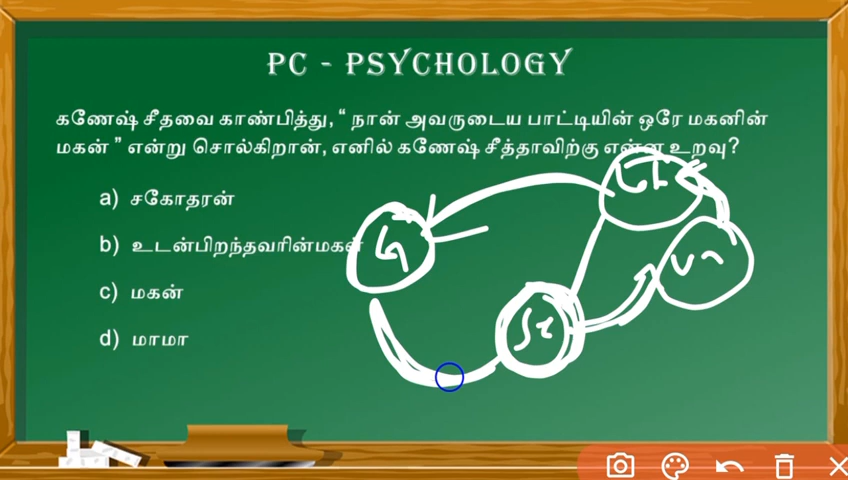 PC - PSYCHOLOGY
கணேஷ் சீதவை காண்பித்து, “ நான் அவருடைய பாட்டியின் ஒரே மகனின்
மகன் ” என்று சொல்கிறான், எனில் கணேஷ் சீத்தாவிற்கு என்ன உறவு?
a) சகோதரன்
b) உடன்பிறந்தவரின்மகன்
c) மகன்
d) மாமா